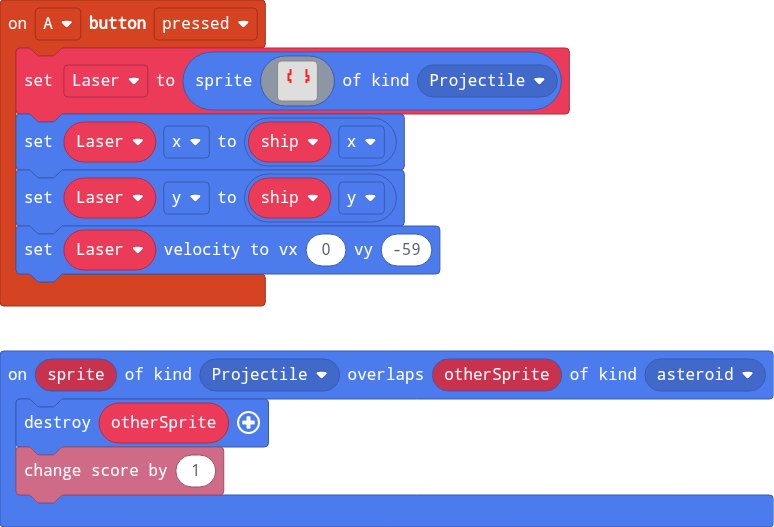 on A button pressed
set Laser to sprite of kind Projectile
set Laser x to ship x
set Laser y to ship y
set Laser velocity to vx 0 vy -59
on sprite of kind Projectile overlaps otherSprite of kind asteroid
destroy otherSprite
change score by 1